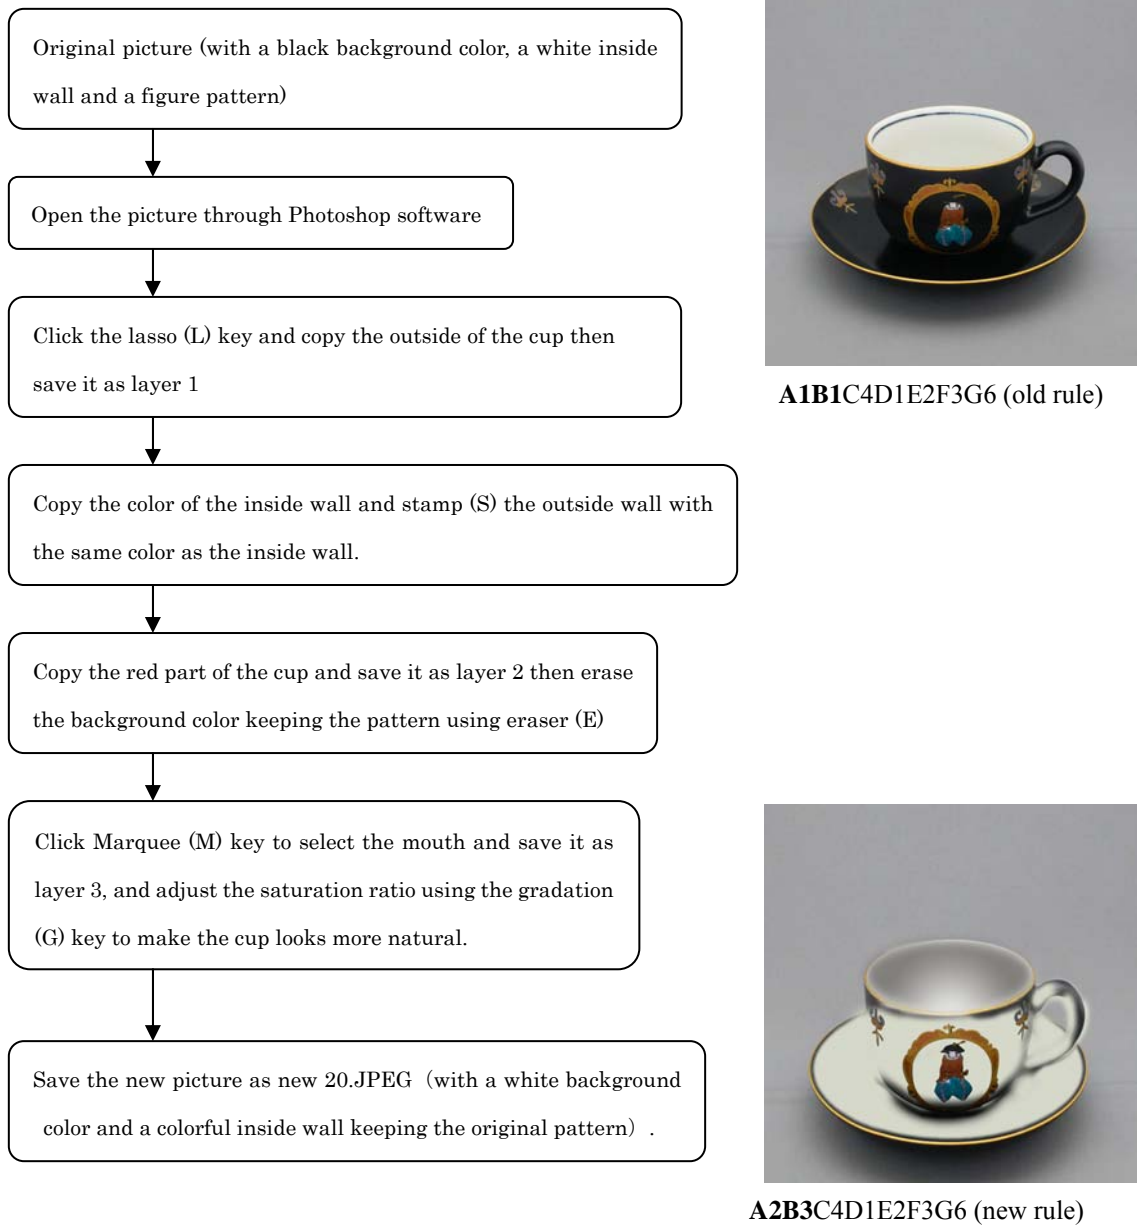 Original picture (with a black background color, a white inside
wall and a figure pattern)
Open the picture through Photoshop software
Click the lasso (L) key and copy the outside of the cup then
save it as layer 1
A1B1C4D1E2F3G6 (old rule)
Copy the color of the inside wall and stamp (S) the outside wall with
the same color as the inside wall.
Copy the red part of the cup and save it as layer 2 then erase
the background color keeping the pattern using eraser (E)
Click Marquee (M) key to select the mouth and save it as
layer 3, and adjust the saturation ratio using the gradation
(G) key to make the cup looks more natural.
Save the new picture as new 20.JPEG（with a white background
color and a colorful inside wall keeping the original pattern）.
A2B3C4D1E2F3G6 (new rule)